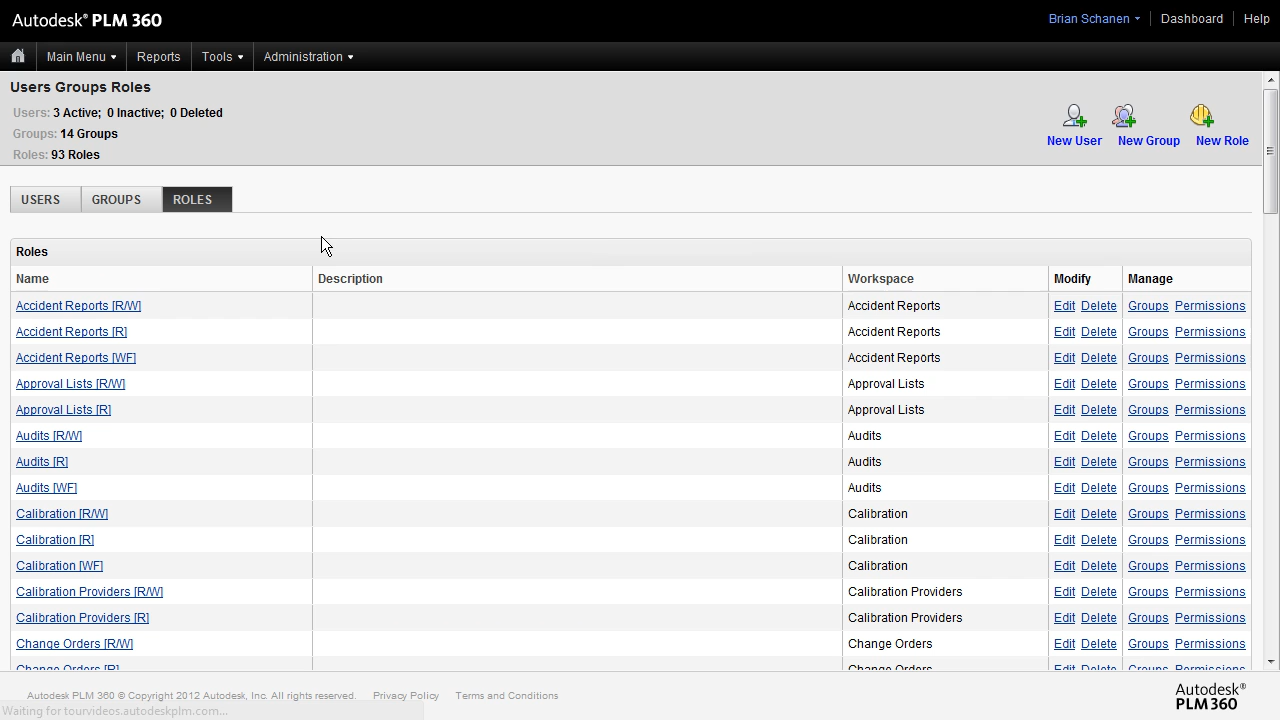 Autodesk® PLM 360
Brian Schanen Dashboard Help
Main Menu Reports Tools Administration
Users Groups Roles
Users: 3 Active; 0 Inactive; 0 Deleted
Groups: 14 Groups
Roles: 93 Roles
New User New Group New Role
USERS GROUPS ROLES
Roles
Name Description Workspace Modify Manage
Accident Reports [R/W] Accident Reports Edit Delete Groups Permissions
Accident Reports [R] Accident Reports Edit Delete Groups Permissions
Accident Reports [WF] Accident Reports Edit Delete Groups Permissions
Approval Lists [R/W] Approval Lists Edit Delete Groups Permissions
Approval Lists [R] Approval Lists Edit Delete Groups Permissions
Audits [R/W] Audits Edit Delete Groups Permissions
Audits [R] Audits Edit Delete Groups Permissions
Audits [WF] Audits Edit Delete Groups Permissions
Calibration [R/W] Calibration Edit Delete Groups Permissions
Calibration [R] Calibration Edit Delete Groups Permissions
Calibration [WF] Calibration Edit Delete Groups Permissions
Calibration Providers [R/W] Calibration Providers Edit Delete Groups Permissions
Calibration Providers [R] Calibration Providers Edit Delete Groups Permissions
Change Orders [R/W] Change Orders Edit Delete Groups Permissions
Change Orders [R] Change Orders Edit Delete Groups Permissions
Autodesk PLM 360 © Copyright 2012 Autodesk, Inc. All rights reserved. Privacy Policy Terms and Conditions
Autodesk®
PLM 360
Waiting for tourvideos.autodeskplm.com...